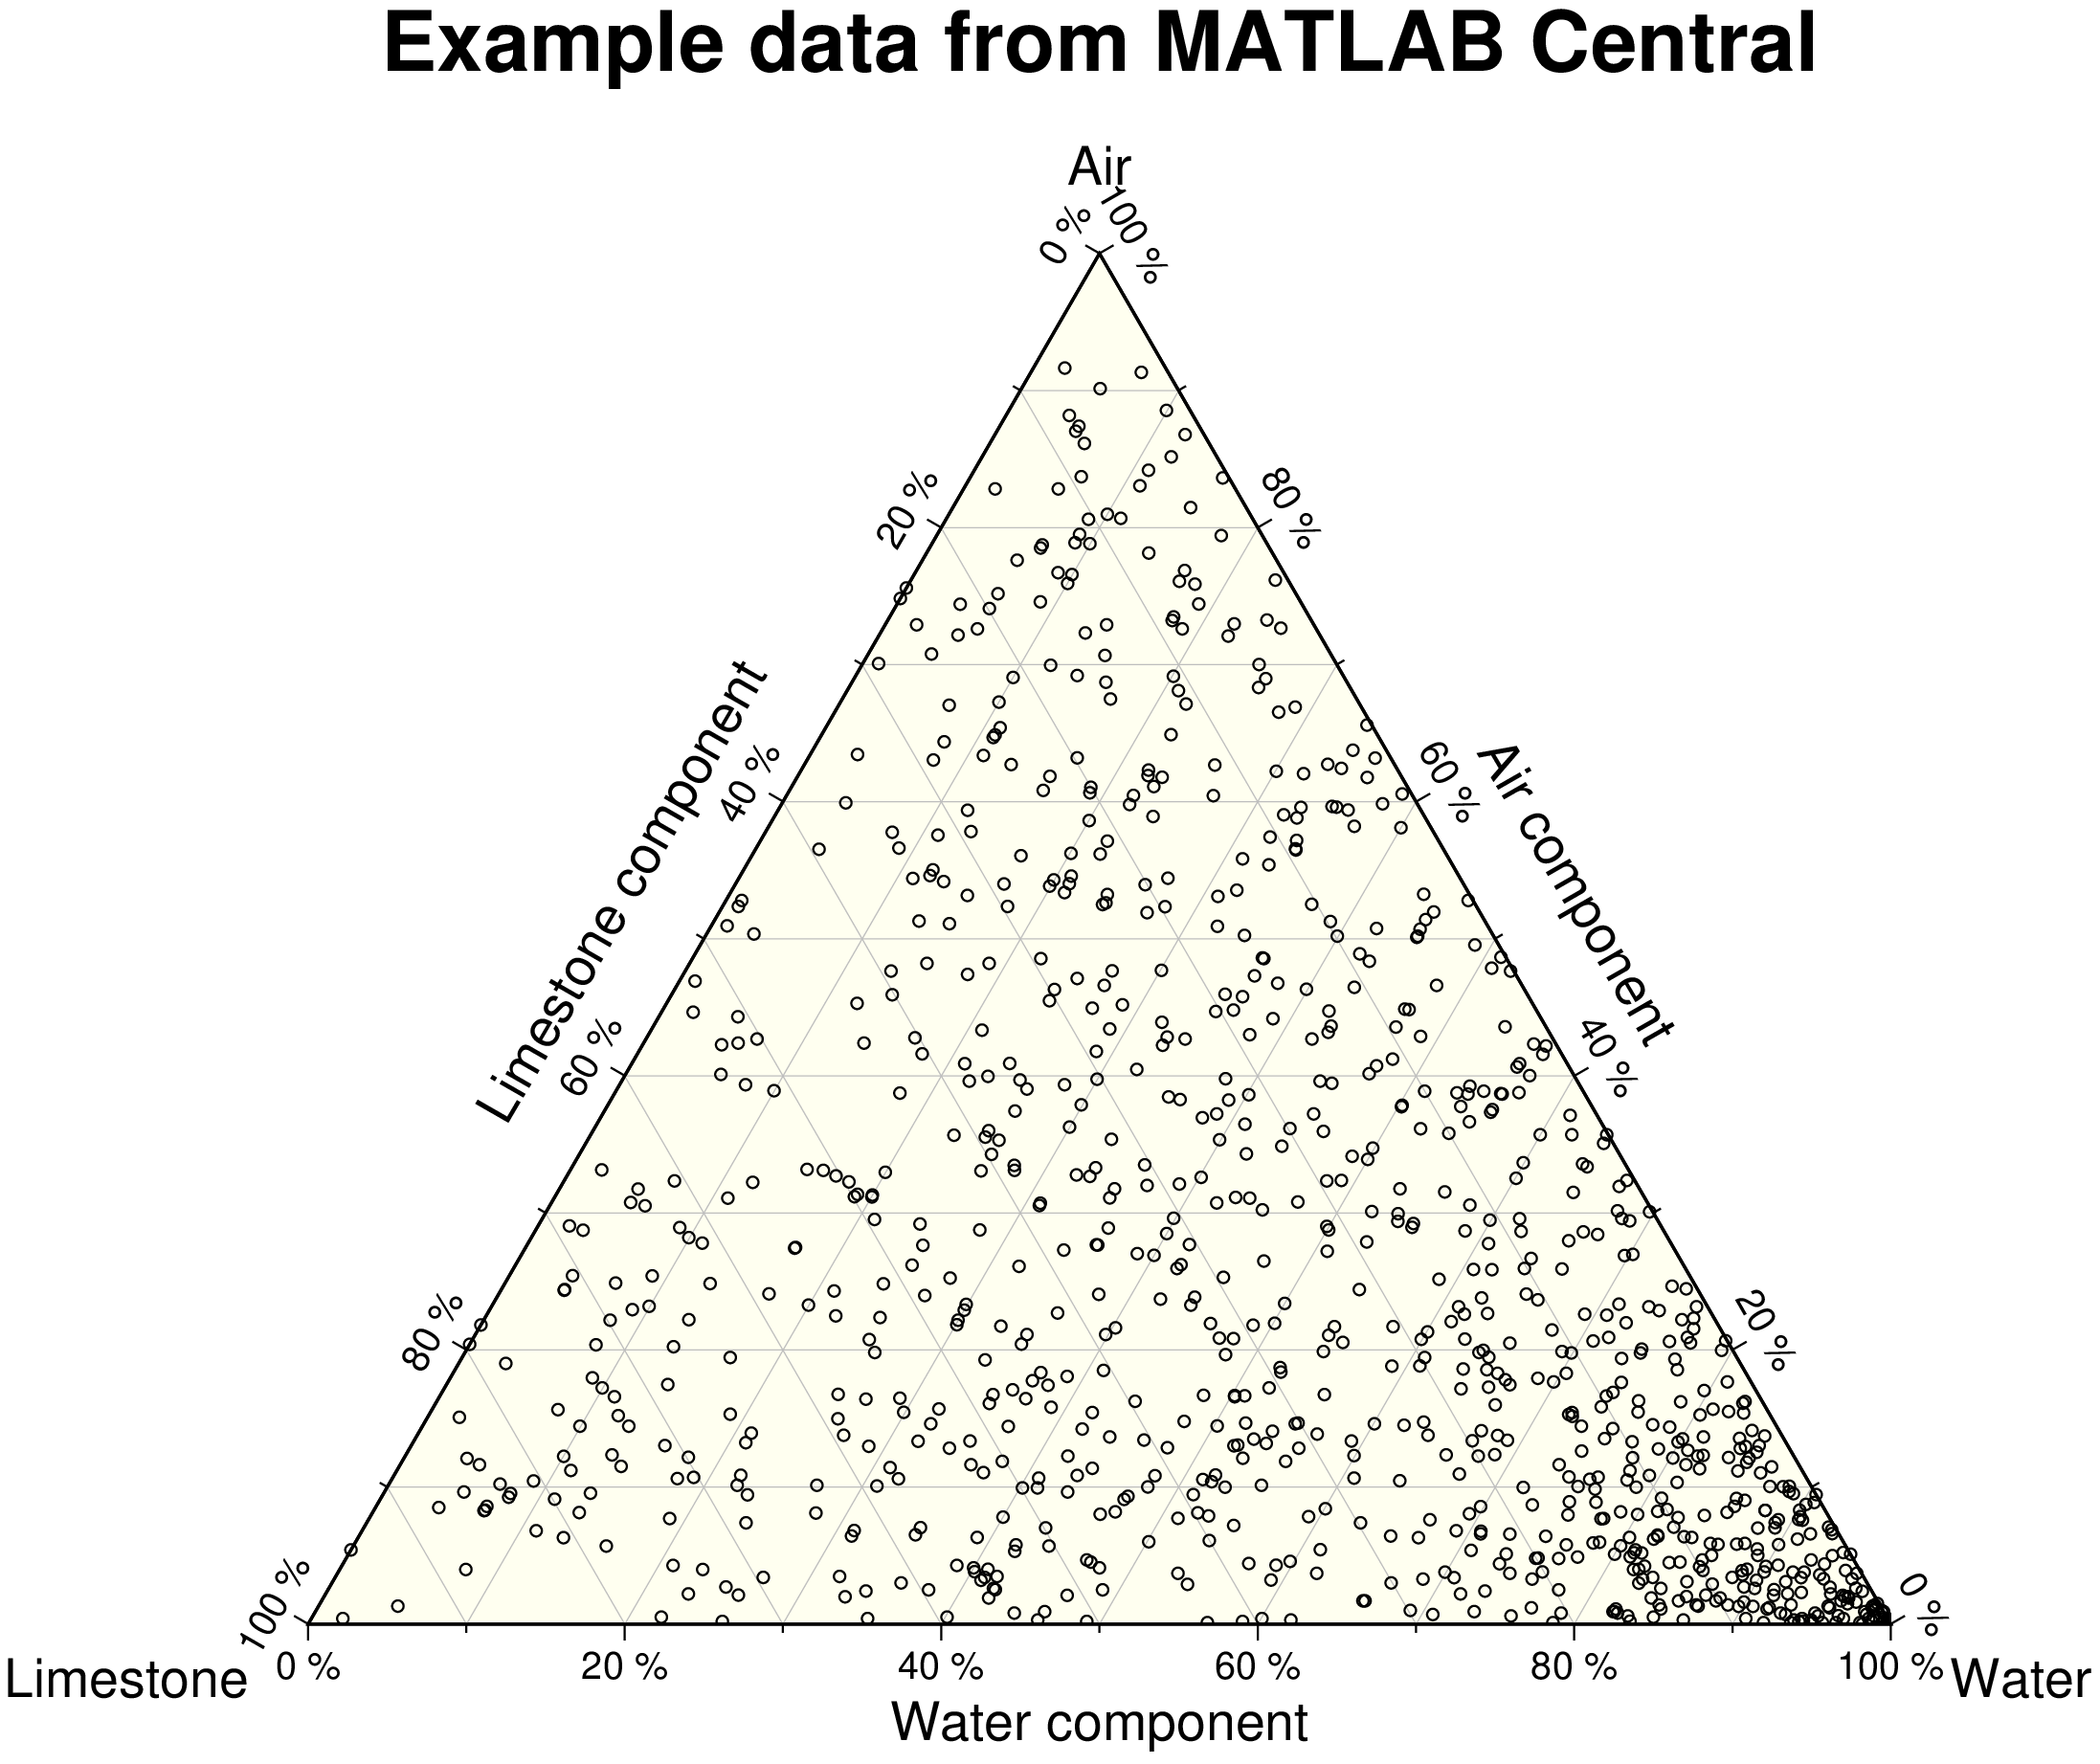 Example data from MATLAB Central
Air
0 %
100 %
20 %
80 %
Limestone component
40 %
60 %
Air component
60 %
40 %
80 %
20 %
100 %
0 %
Limestone
0 %
20 %
40 %
60 %
80 %
100 %
Water
Water component